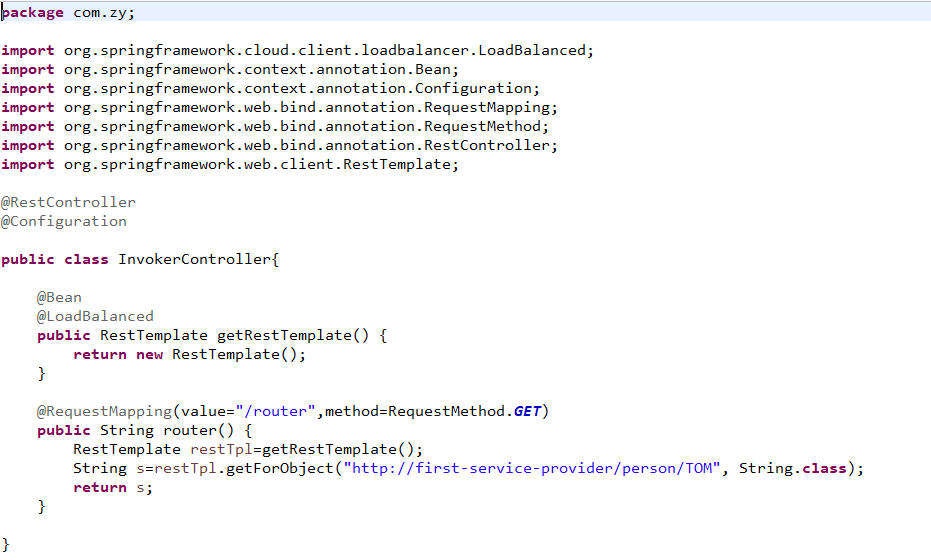 package com.zy;
import org.springframework.cloud.client.loadbalancer.LoadBalanced;
import org.springframework.context.annotation.Bean;
import org.springframework.context.annotation.Configuration;
import org.springframework.web.bind.annotation.RequestMapping;
import org.springframework.web.bind.annotation.RequestMethod;
import org.springframework.web.bind.annotation.RestController;
import org.springframework.web.client.RestTemplate;
@RestController
@Configuration
public class InvokerController{
    @Bean
    @LoadBalanced
    public RestTemplate getRestTemplate() {
        return new RestTemplate();
    }
    @RequestMapping(value="/router",method=RequestMethod.GET)
    public String router() {
        RestTemplate restTpl=getRestTemplate();
        String s=restTpl.getForObject("http://first-service-provider/person/TOM", String.class);
        return s;
    }
}